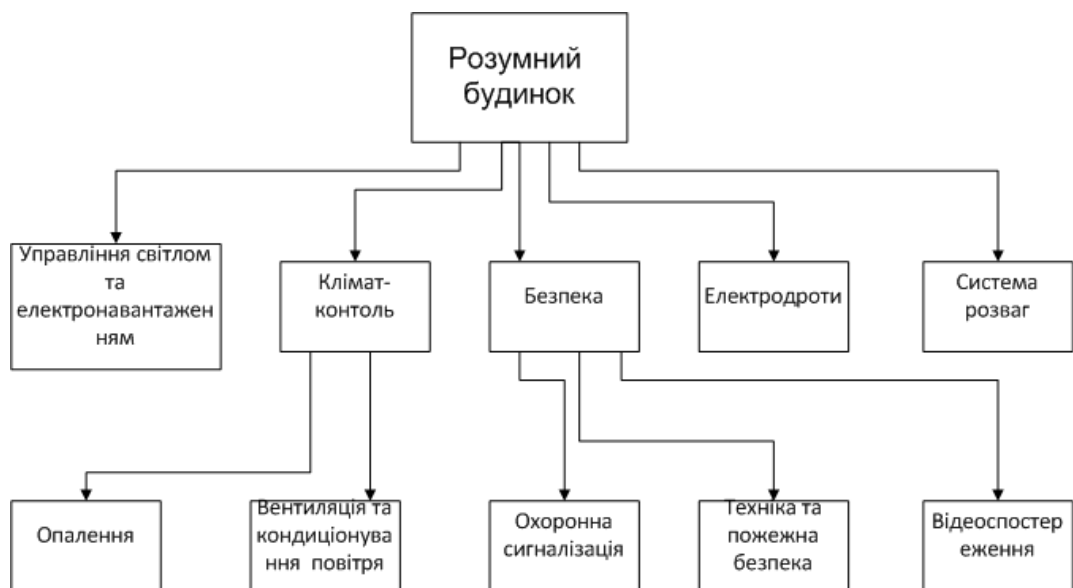 Розумний
будинок
Управління світлом
та
електронавантажен
ням
Клімат-
контоль
Безпека
Електродроти
Система
розваг
Опалення
Вентиляція та
кондиціонува
ння повітря
Охоронна
сигналізація
Техніка та
пожежна
безпека
Відеоспостер
еження